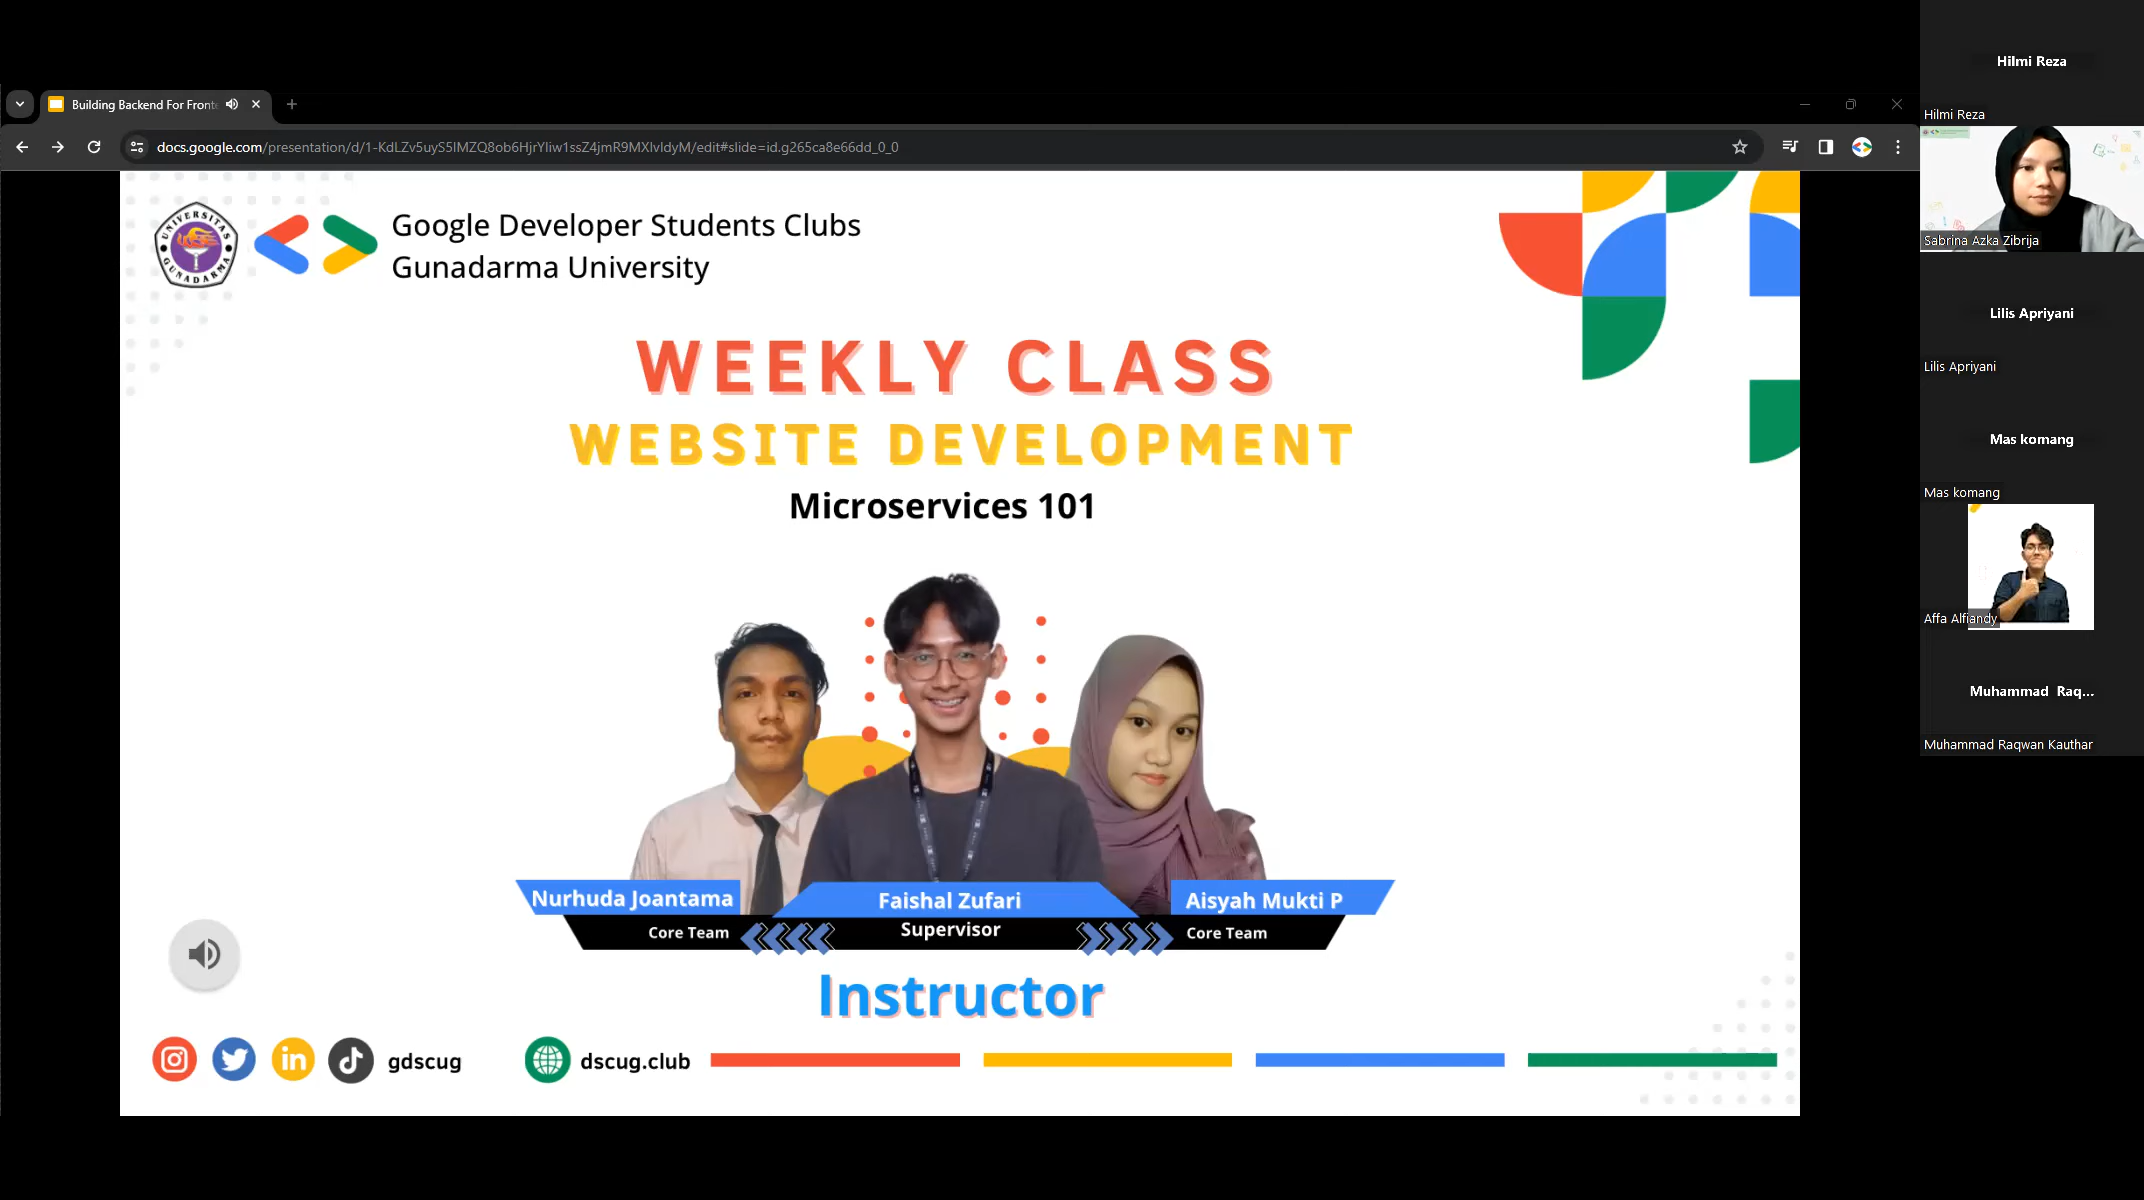 Building Backend For Fronte
docs.google.com/presentation/d/1-KdLZv5uyS5lMZQ8ob6HjrYliw1ssZ4jmR9MXlvldyM/edit#slide=id.g265ca8e66dd_0_0
UNIVERSITAS
GUNADARMA
Google Developer Students Clubs
Gunadarma University
WEEKLY CLASS
WEBSITE DEVELOPMENT
Microservices 101
Nurhuda Joantama
Core Team
Faishal Zufari
Supervisor
Aisyah Mukti P
Core Team
Instructor
gdscug
dscug.club
Hilmi Reza
Hilmi Reza
Sabrina Azka Zibrija
Lilis Apriyani
Lilis Apriyani
Mas komang
Mas komang
Affa Alfiandy
Muhammad Raq...
Muhammad Raqwan Kauthar